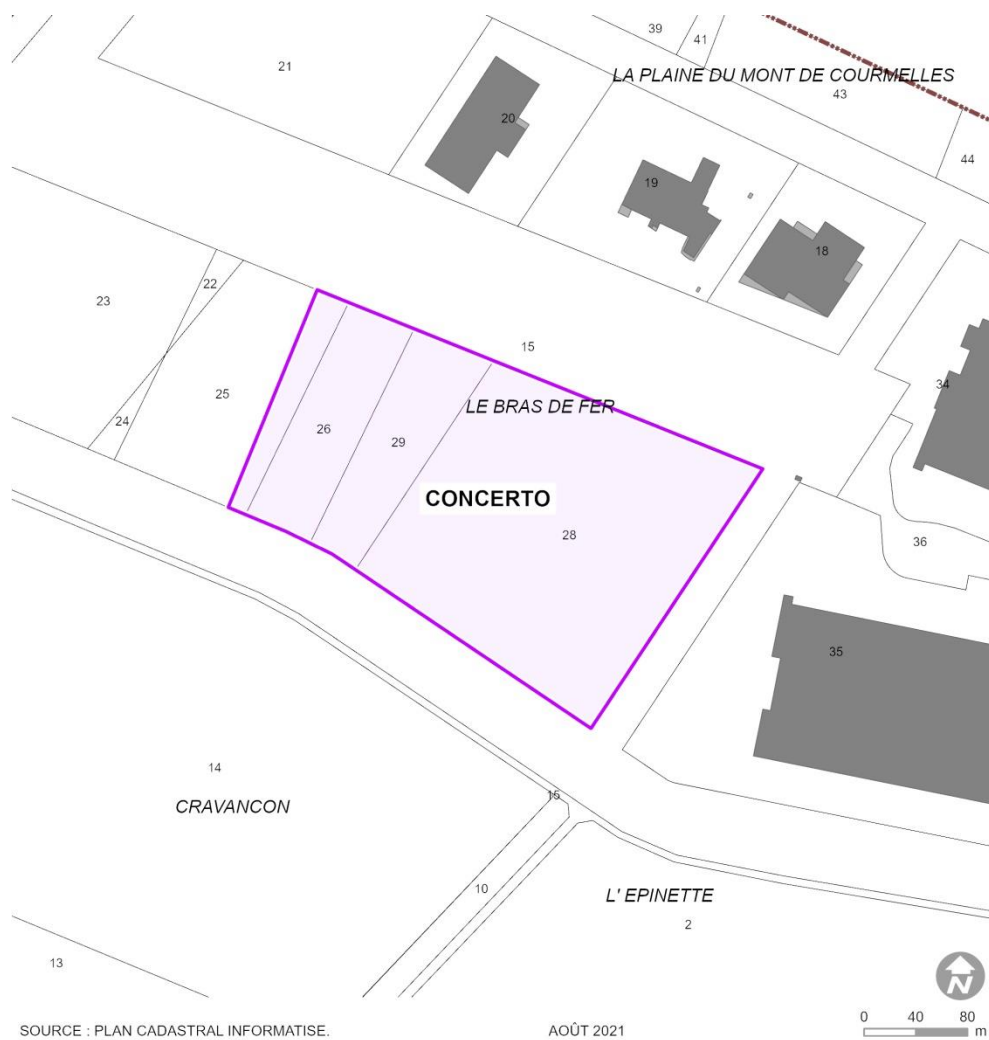 39
41
21
LA PLAINE DU MONT DE COURMELLES
43
20
44
19
18
22
23
15
34
25
LE BRAS DE FER
24
26
29
CONCERTO
28
36
35
14
15
CRAVANCON
10
L' EPINETTE
2
13
N
0 40 80
m
SOURCE : PLAN CADASTRAL INFORMATISE.
AOÛT 2021